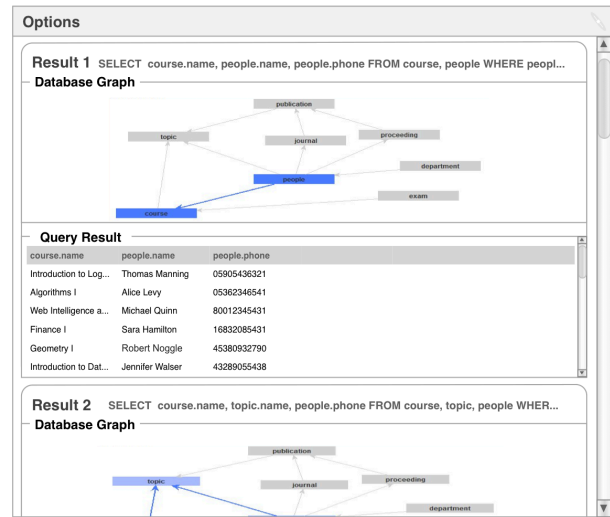 Options
Result 1 SELECT course.name, people.name, people.phone FROM course, people WHERE peopl...
Database Graph
publication
topic
journal
proceeding
department
people
exam
course
Query Result
course.name people.name people.phone
Introduction to Log... Thomas Manning 05905436321
Algorithms I Alice Levy 05362346541
Web Intelligence a... Michael Quinn 80012345431
Finance I Sara Hamilton 16832085431
Geometry I Robert Noggle 45380932790
Introduction to Dat... Jennifer Walser 43289055438
Result 2 SELECT course.name, topic.name, people.phone FROM course, topic, people WHER...
Database Graph
publication
topic
journal
proceeding
department